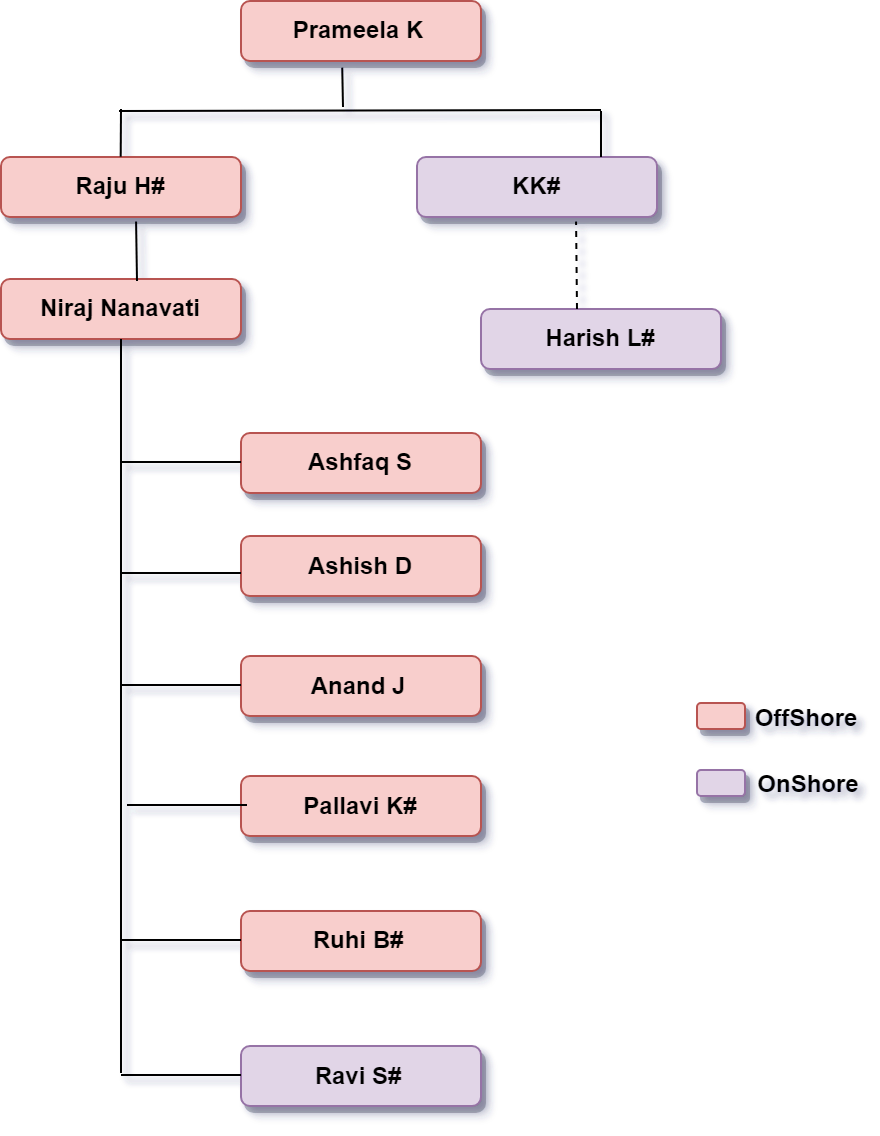 Prameela K
Raju H#
KK#
Niraj Nanavati
Harish L#
Ashfaq S
Ashish D
Anand J
OffShore
OnShore
Pallavi K#
Ruhi B#
Ravi S#